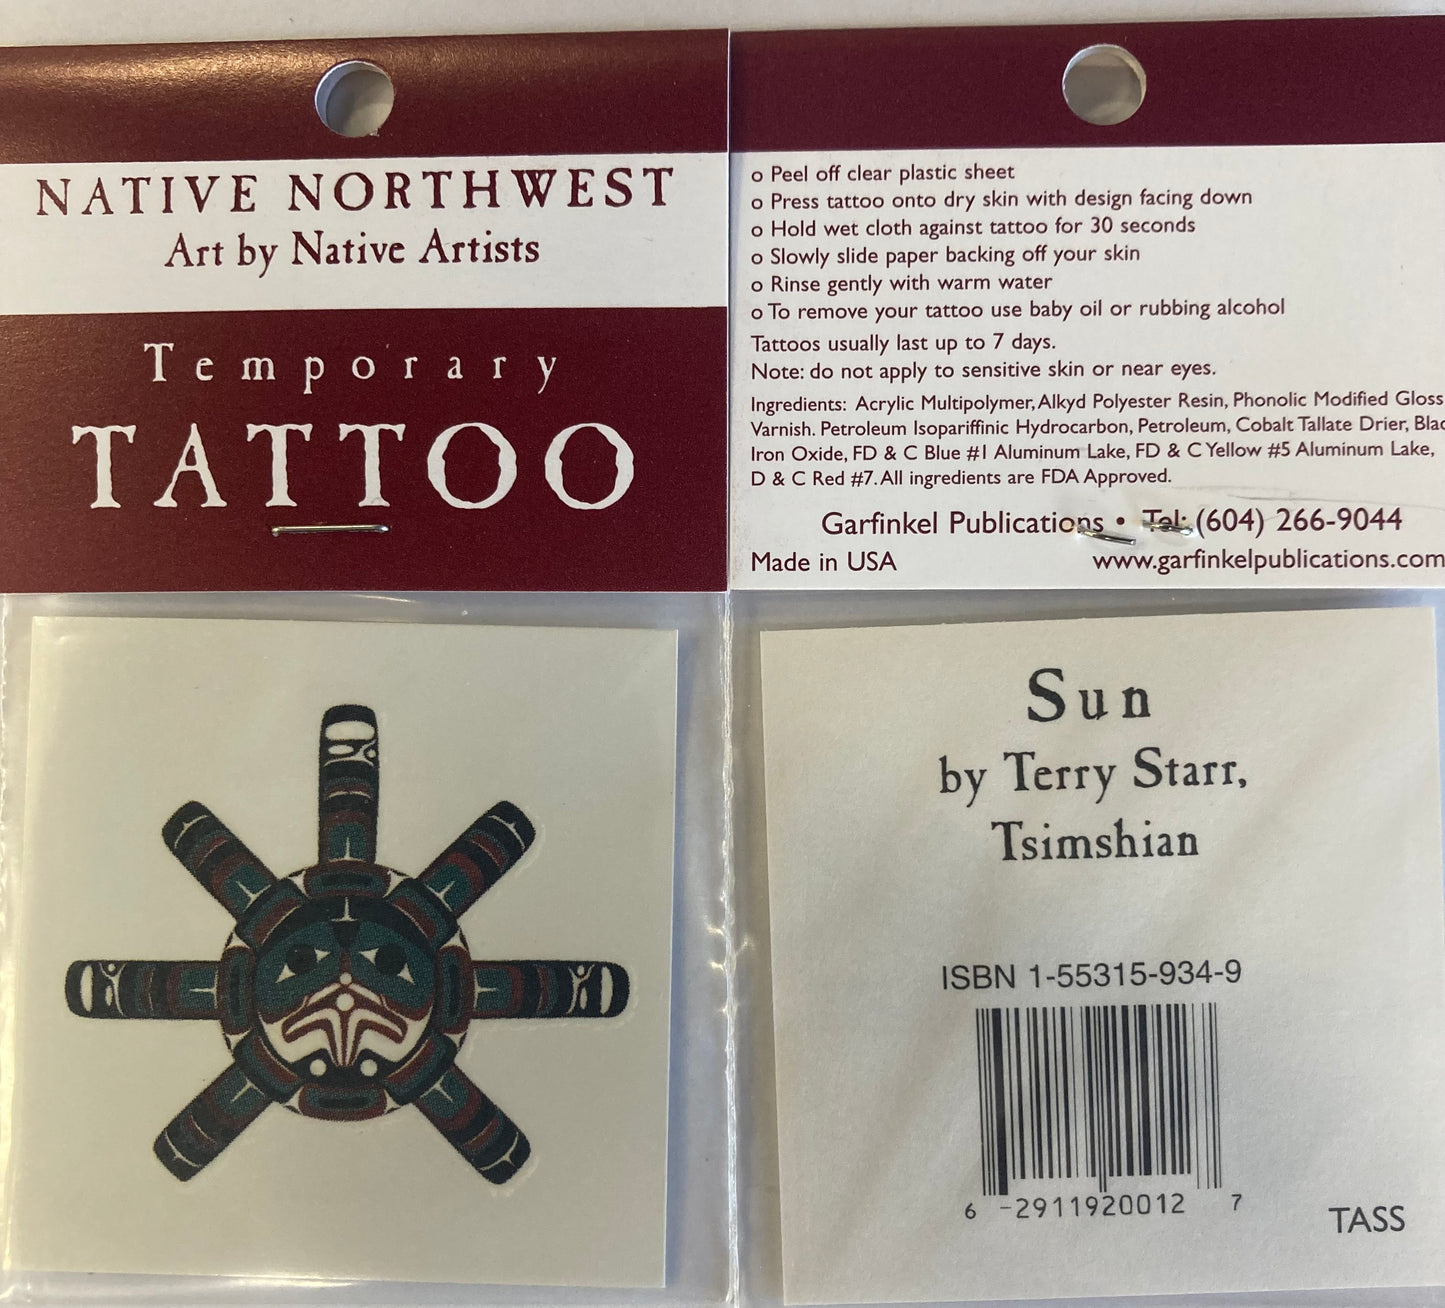 NATIVE NORTHWEST
Art by Native Artists
Temporary
TATTOO
o Peel off clear plastic sheet
o Press tattoo onto dry skin with design facing down
o Hold wet cloth against tattoo for 30 seconds
o Slowly slide paper backing off your skin
o Rinse gently with warm water
o To remove your tattoo use baby oil or rubbing alcohol
Tattoos usually last up to 7 days.
Note: do not apply to sensitive skin or near eyes.
Ingredients: Acrylic Multipolymer, Alkyd Polyester Resin, Phonolic Modified Gloss
Varnish. Petroleum Isopariffinic Hydrocarbon, Petroleum, Cobalt Tallate Drier,
Iron Oxide, FD & C Blue #1 Aluminum Lake, FD & C Yellow #5 Aluminum Lake,
D & C Red #7. All ingredients are FDA Approved.
Garfinkel Publications • Tel: (604) 266-9044
Made in USA www.garfinkelpublications.com
Sun
by Terry Starr,
Tsimshian
ISBN 1-55315-934-9
6 -2911920012 7
TASS